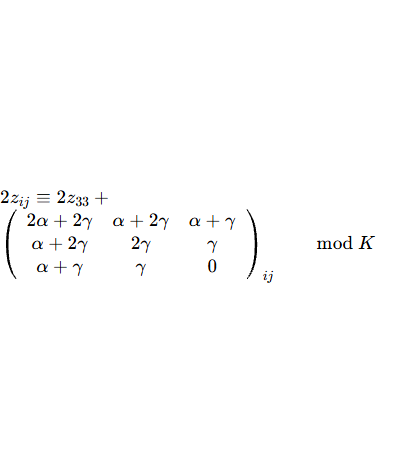 2z_{ij} ≡ 2z_{33} +
( 2α + 2γ   α + 2γ   α + γ
α + 2γ   2γ   γ
α + γ   γ   0 )_{ij}   mod K